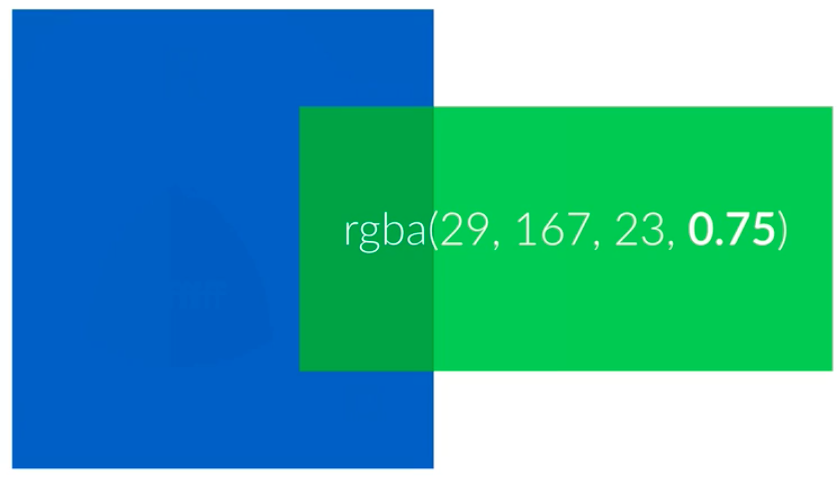 rgba(29, 167, 23, 0.75)